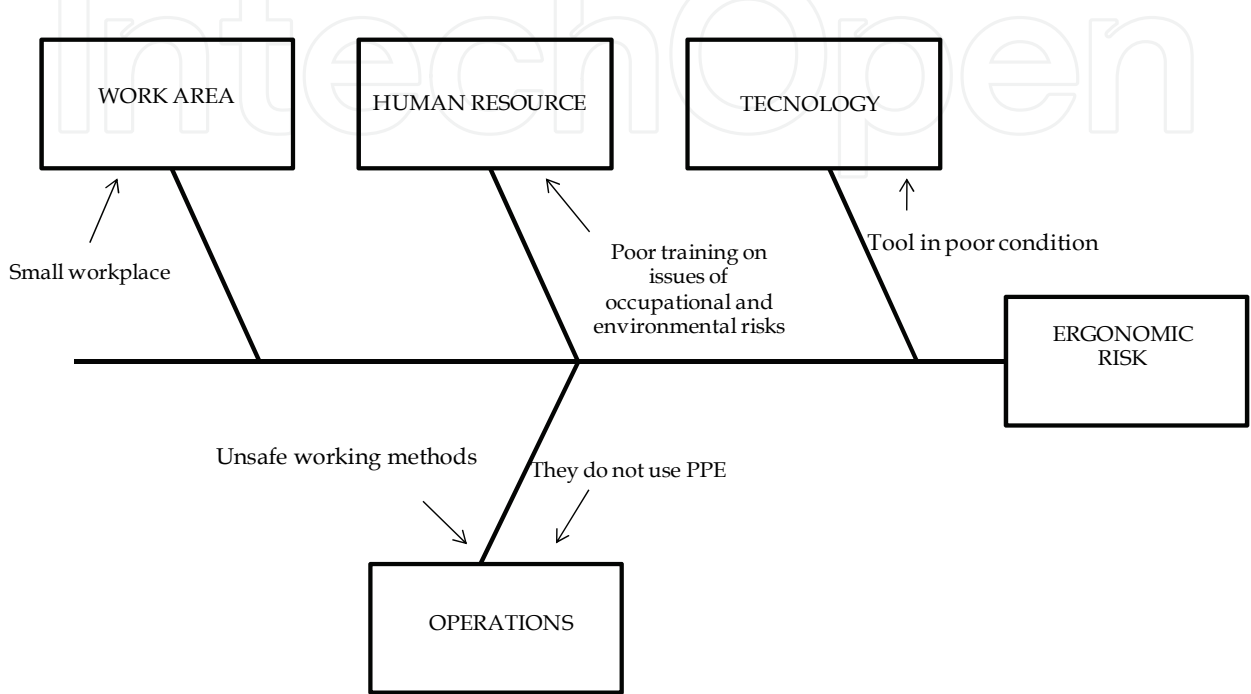 IntechOpen
WORK AREA
HUMAN RESOURCE
TECNOLOGY
Small workplace
Poor training on
issues of
occupational and
environmental risks
Tool in poor condition
ERGONOMIC
RISK
Unsafe working methods
They do not use PPE
OPERATIONS